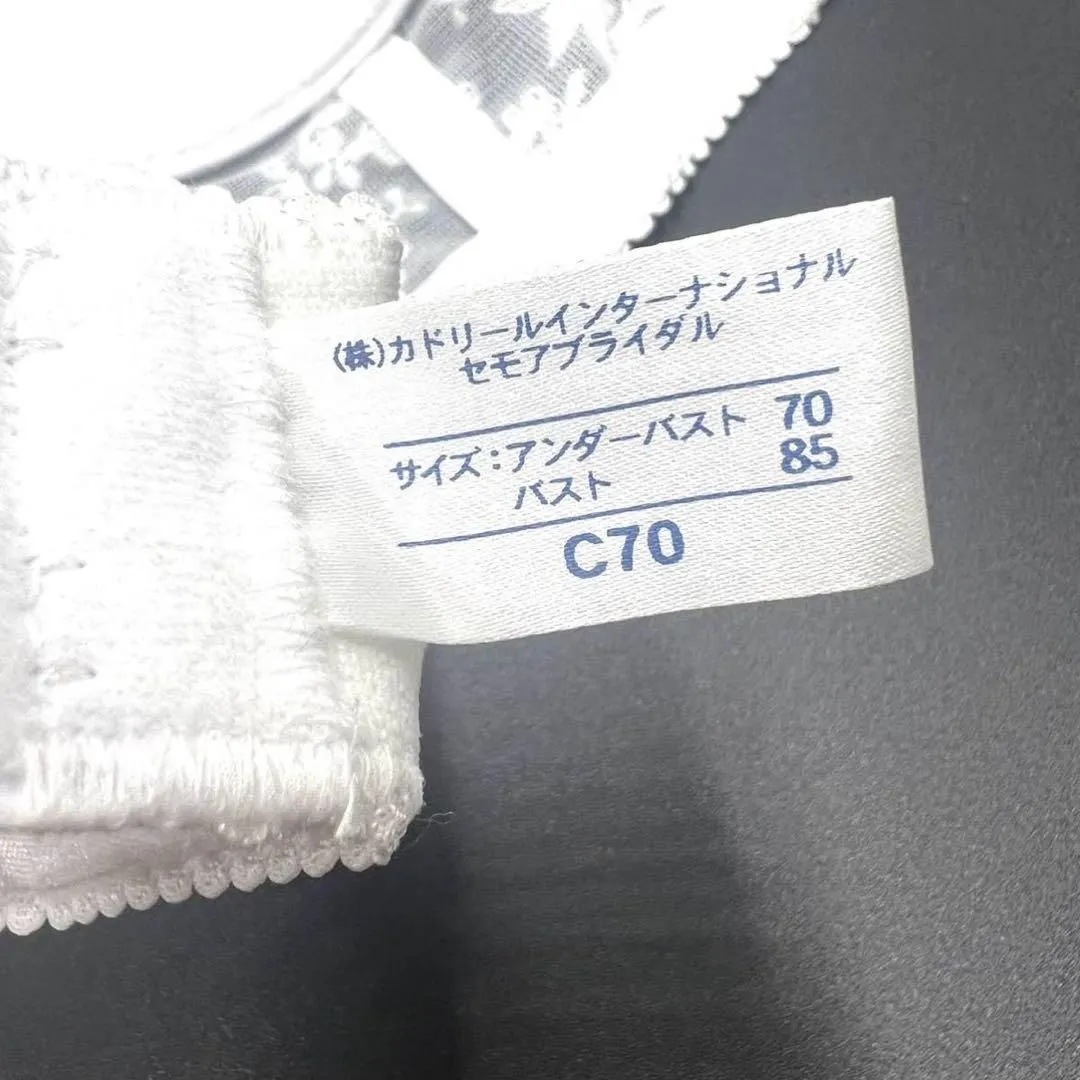 (株)カドリールインターナショナル
セモアブライダル
サイズ:アンダーバスト 70
バスト 85
C70